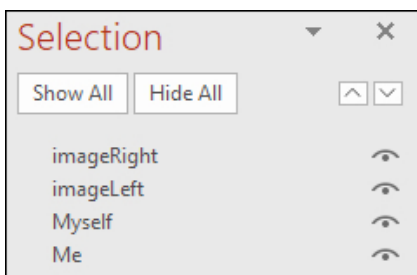 Selection
Show All Hide All
imageRight
imageLeft
Myself
Me